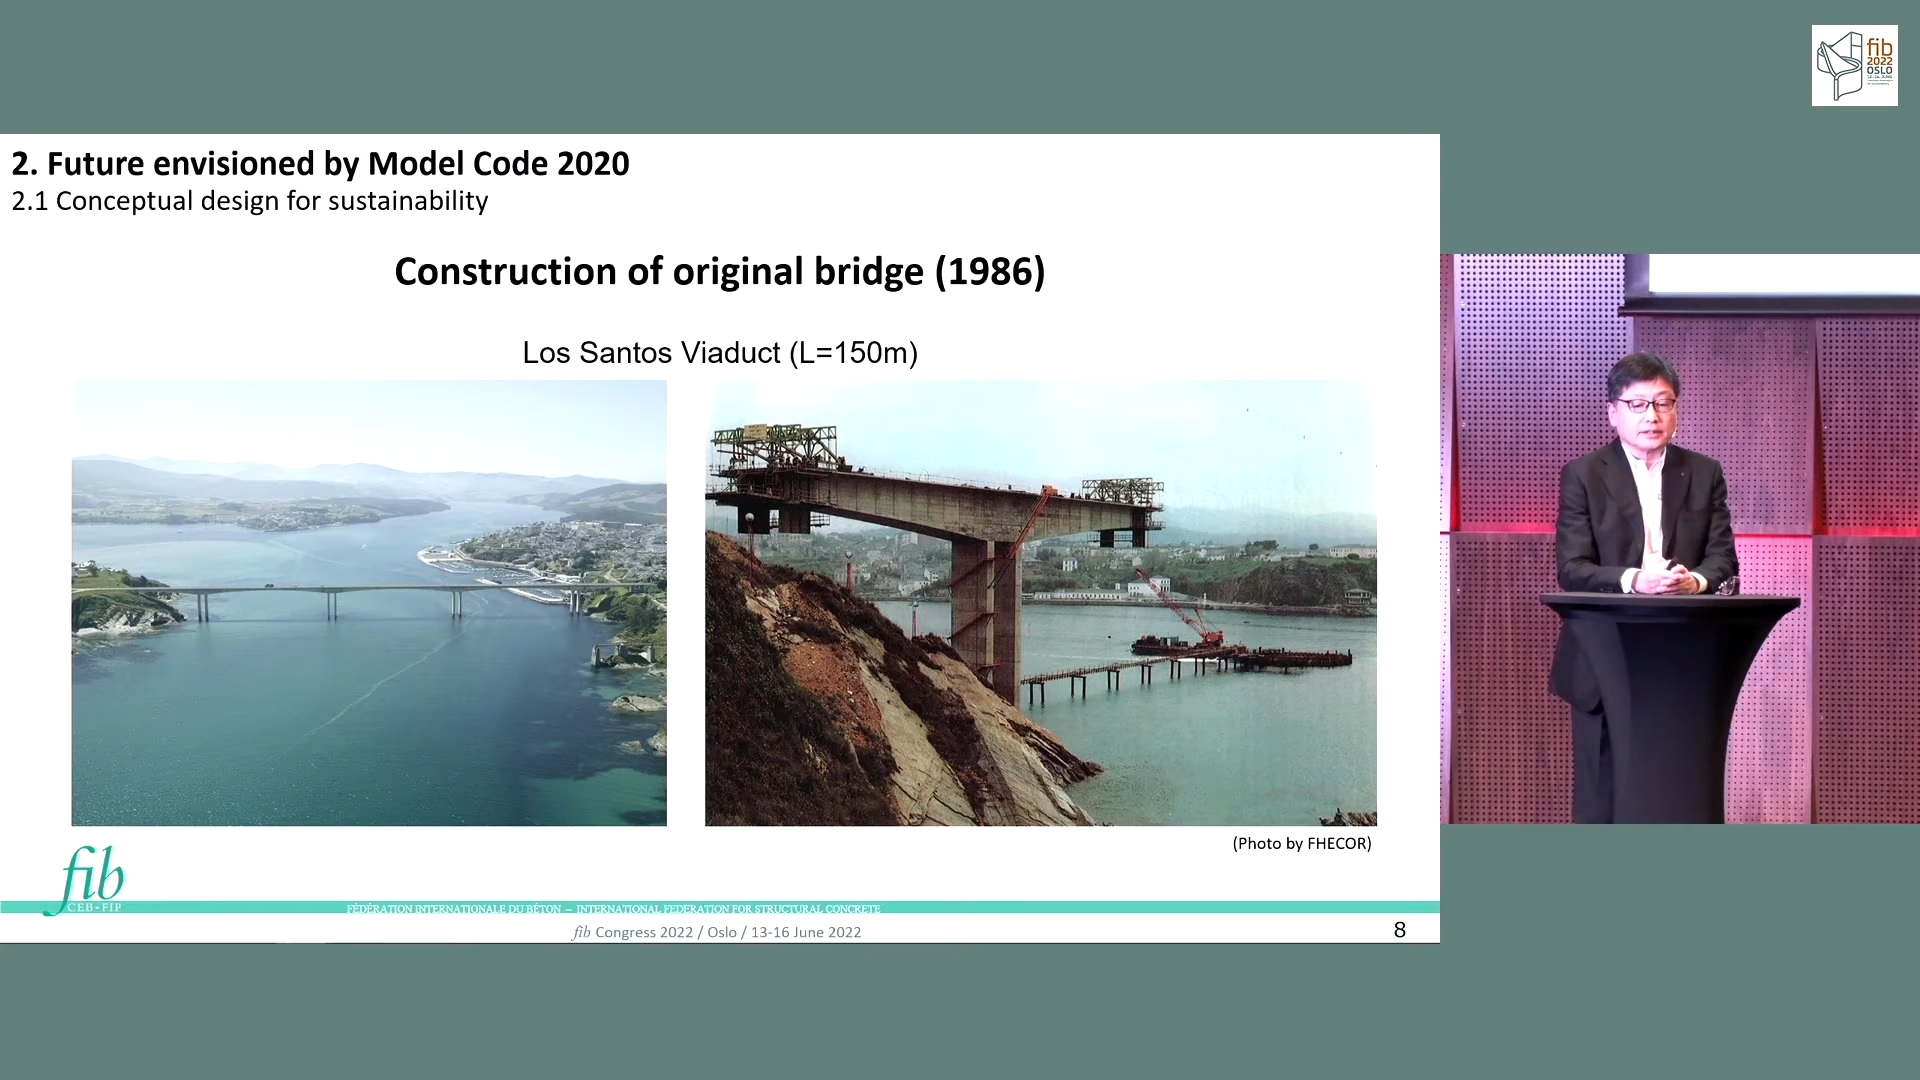 fib
2022
OSLO
2. Future envisioned by Model Code 2020
2.1 Conceptual design for sustainability
Construction of original bridge (1986)
Los Santos Viaduct (L=150m)
(Photo by FHECOR)
fib
CEB-FIP
FÉDÉRATION INTERNATIONALE DU BÉTON – INTERNATIONAL FEDERATION FOR STRUCTURAL CONCRETE
fib Congress 2022 / Oslo / 13-16 June 2022
8